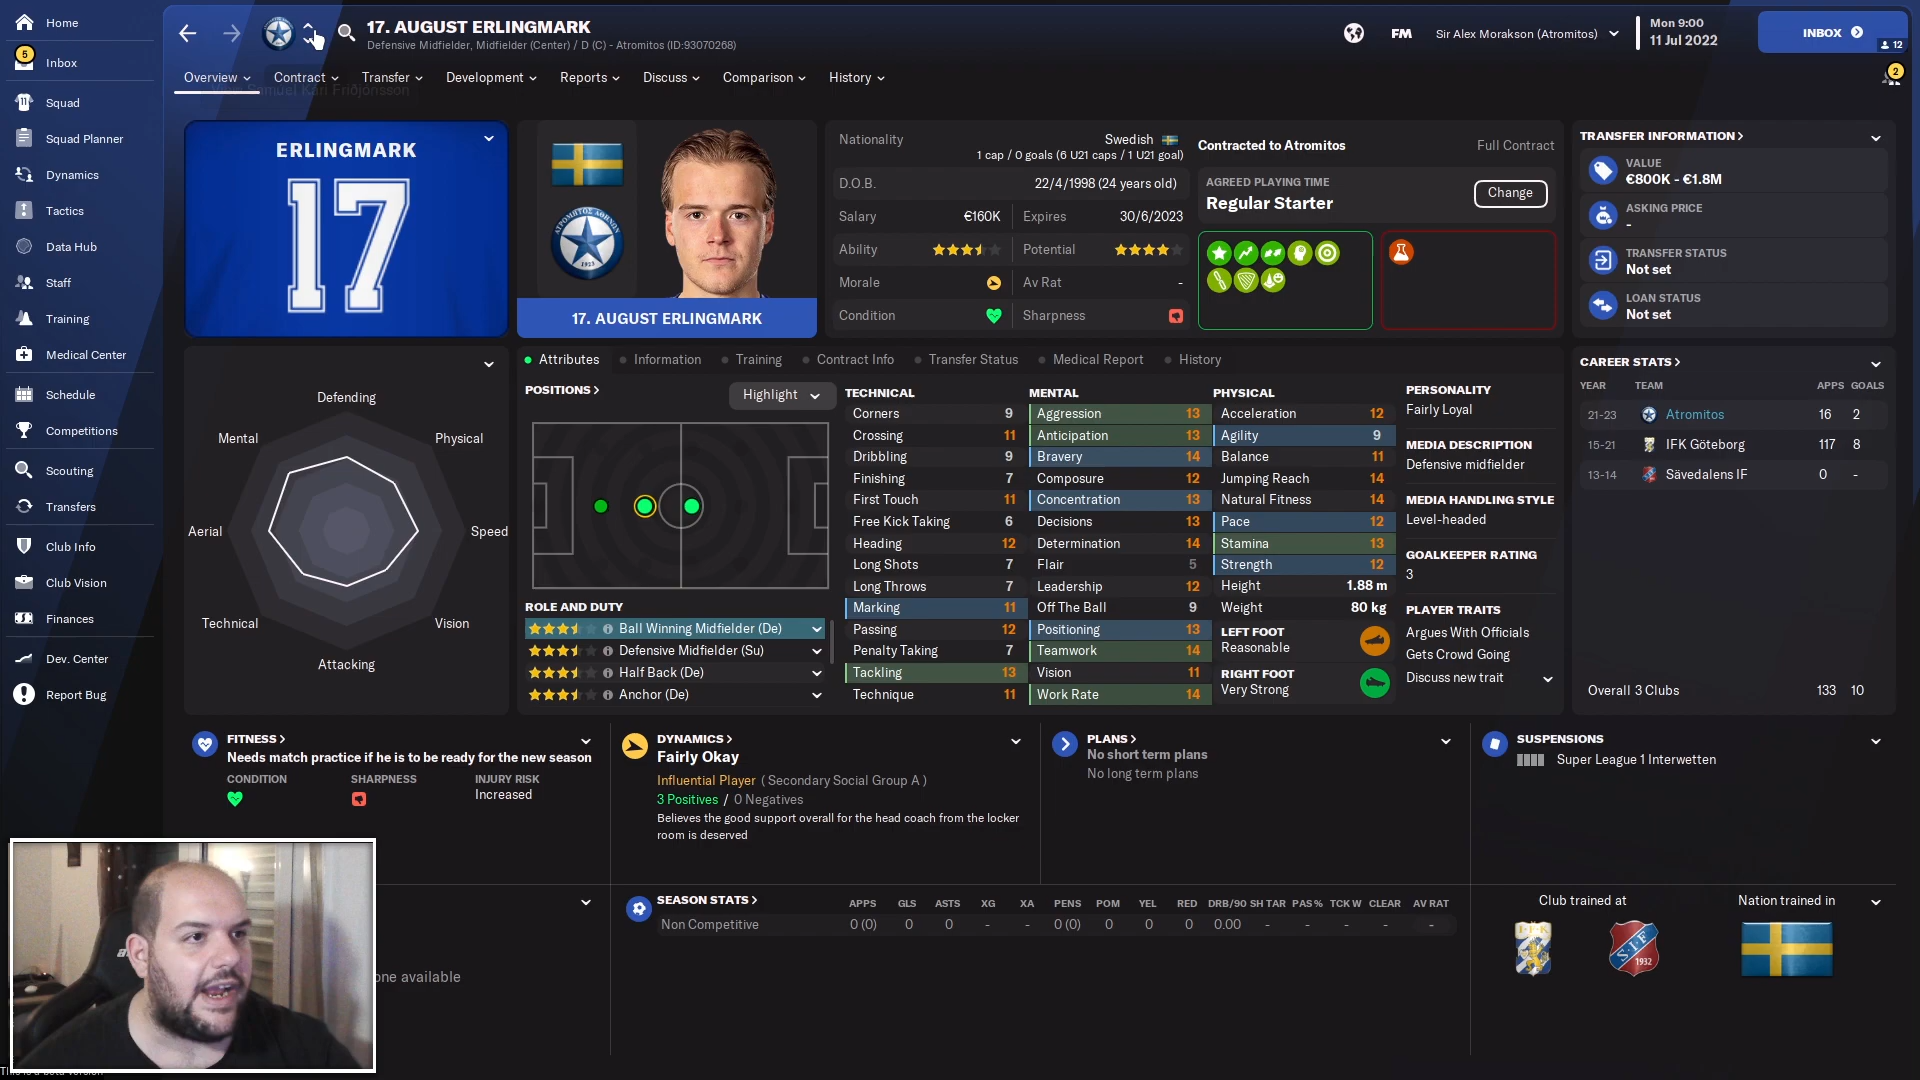 Home
5
Inbox
Squad
Squad Planner
Dynamics
Tactics
Data Hub
Staff
Training
Medical Center
Schedule
Competitions
Scouting
Transfers
Club Info
Club Vision
Finances
Dev. Center
Report Bug
17. AUGUST ERLINGMARK
Defensive Midfielder, Midfielder (Center) / D (C) - Atromitos (ID:93070268)
FM
Sir Alex Morakson (Atromitos)
Mon 9:00
11 Jul 2022
INBOX
12
2
Overview Contract Transfer Development Reports Discuss Comparison History
ERLINGMARK
17
17. AUGUST ERLINGMARK
Nationality Swedish
1 cap / 0 goals (6 U21 caps / 1 U21 goal)
D.O.B. 22/4/1998 (24 years old)
Salary €160K Expires 30/6/2023
Ability Potential
Morale Av Rat -
Condition Sharpness
Contracted to Atromitos Full Contract
AGREED PLAYING TIME
Regular Starter
Change
TRANSFER INFORMATION
VALUE
€800K - €1.8M
ASKING PRICE
-
TRANSFER STATUS
Not set
LOAN STATUS
Not set
Defending
Mental Physical
Aerial Speed
Technical Vision
Attacking
Attributes Information Training Contract Info Transfer Status Medical Report History
POSITIONS
Highlight
ROLE AND DUTY
Ball Winning Midfielder (De)
Defensive Midfielder (Su)
Half Back (De)
Anchor (De)
TECHNICAL
Corners 9
Crossing 11
Dribbling 9
Finishing 7
First Touch 11
Free Kick Taking 6
Heading 12
Long Shots 7
Long Throws 7
Marking 11
Passing 12
Penalty Taking 7
Tackling 13
Technique 11
MENTAL
Aggression 13
Anticipation 13
Bravery 14
Composure 12
Concentration 13
Decisions 13
Determination 14
Flair 5
Leadership 12
Off The Ball 9
Positioning 13
Teamwork 14
Vision 11
Work Rate 14
PHYSICAL
Acceleration 12
Agility 9
Balance 11
Jumping Reach 14
Natural Fitness 14
Pace 12
Stamina 13
Strength 12
Height 1.88 m
Weight 80 kg
LEFT FOOT
Reasonable
RIGHT FOOT
Very Strong
PERSONALITY
Fairly Loyal
MEDIA DESCRIPTION
Defensive midfielder
MEDIA HANDLING STYLE
Level-headed
GOALKEEPER RATING
3
PLAYER TRAITS
Argues With Officials
Gets Crowd Going
Discuss new trait
CAREER STATS
YEAR TEAM APPS GOALS
21-23 Atromitos 16 2
15-21 IFK Göteborg 117 8
13-14 Sävedalens IF 0 -
Overall 3 Clubs 133 10
FITNESS
Needs match practice if he is to be ready for the new season
CONDITION SHARPNESS INJURY RISK
Increased
DYNAMICS
Fairly Okay
Influential Player ( Secondary Social Group A )
3 Positives / 0 Negatives
Believes the good support overall for the head coach from the locker
room is deserved
PLANS
No short term plans
No long term plans
SUSPENSIONS
Super League 1 Interwetten
one available
SEASON STATS APPS GLS ASTS XG XA PENS POM YEL RED DRB/90 SH TAR PAS % TCK W CLEAR AV RAT
Non Competitive 0 (0) 0 0 - - 0 (0) 0 0 0 0.00 - - - - -
Club trained at
1932
Nation trained in